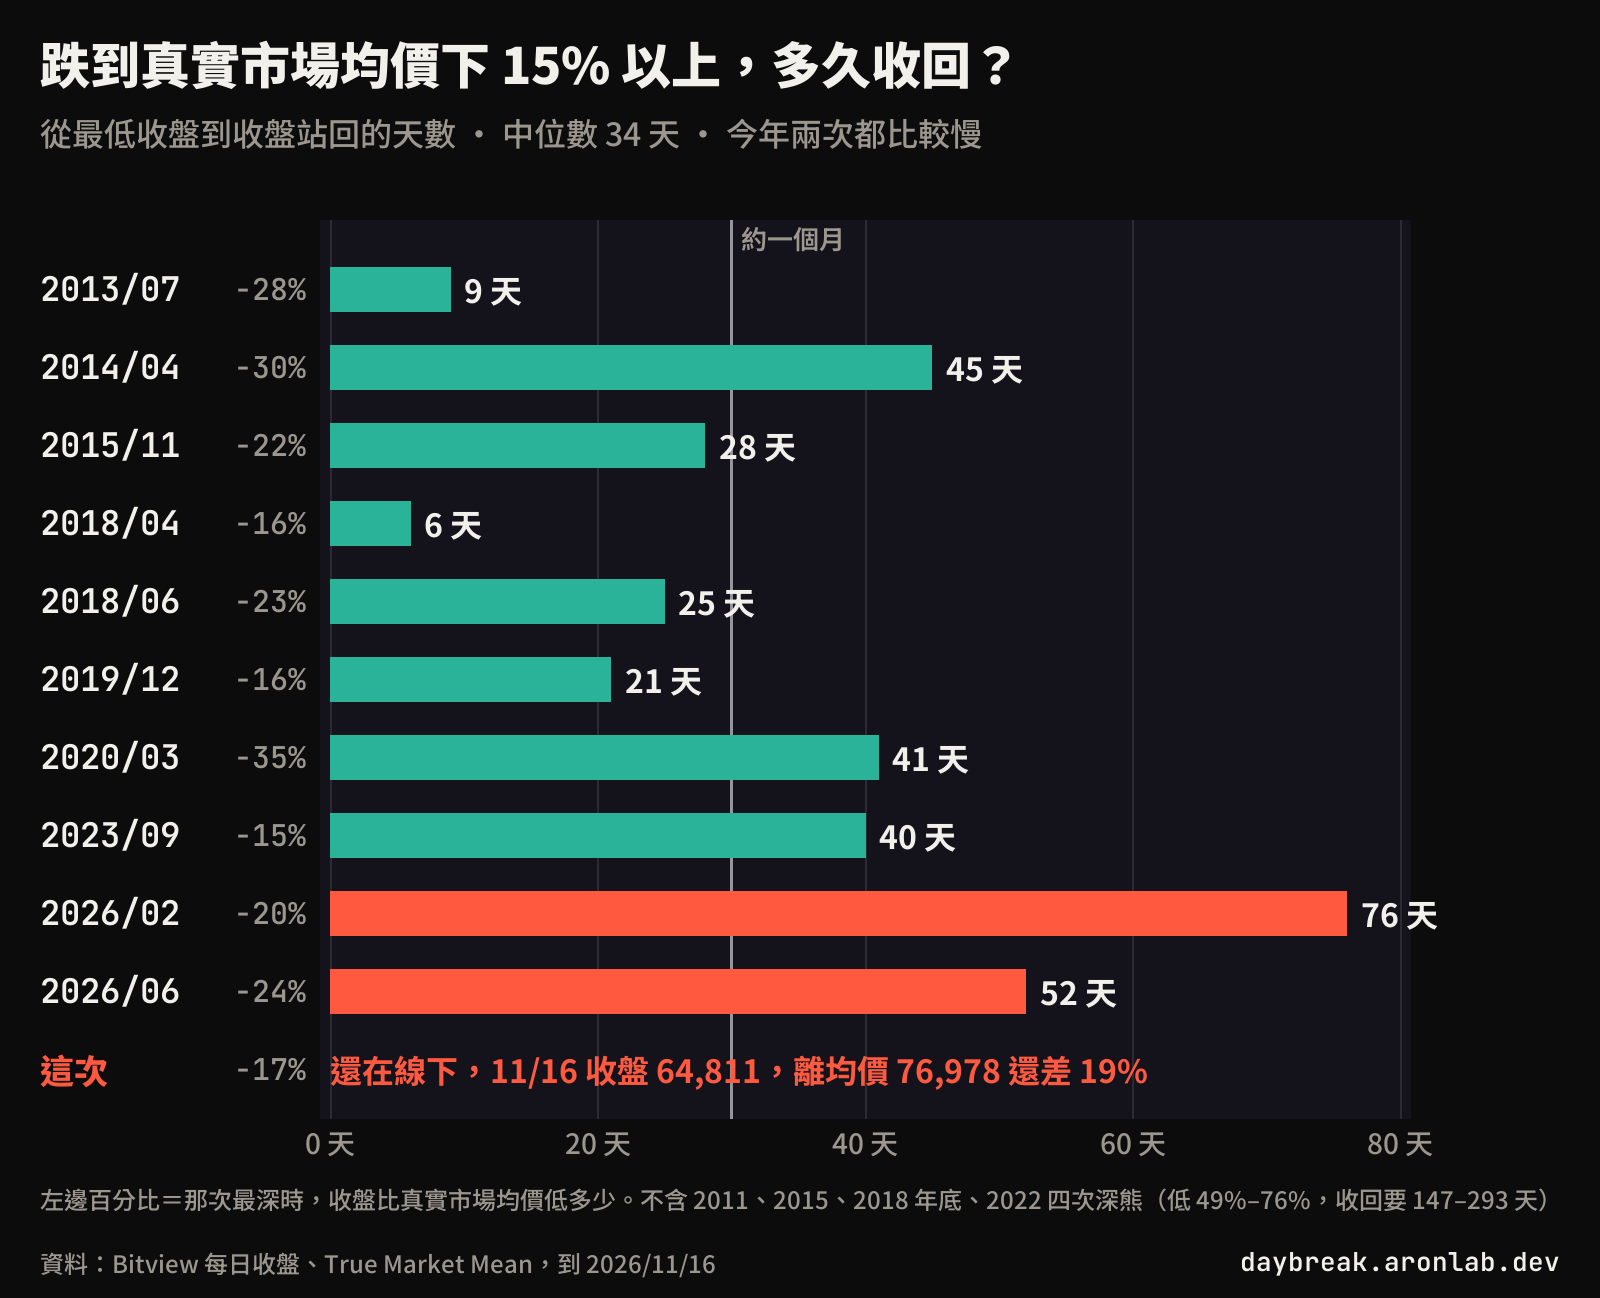 跌到真實市場均價下 15% 以上，多久收回？
從最低收盤到收盤站回的天數 · 中位數 34 天 · 今年兩次都比較慢
約一個月
2013/07 -28% 9 天
2014/04 -30% 45 天
2015/11 -22% 28 天
2018/04 -16% 6 天
2018/06 -23% 25 天
2019/12 -16% 21 天
2020/03 -35% 41 天
2023/09 -15% 40 天
2026/02 -20% 76 天
2026/06 -24% 52 天
這次 -17% 還在線下，11/16 收盤 64,811，離均價 76,978 還差 19%
0 天 20 天 40 天 60 天 80 天
左邊百分比＝那次最深時，收盤比真實市場均價低多少。不含 2011、2015、2018 年底、2022 四次深熊（低 49%–76%，收回要 147–293 天）
資料：Bitview 每日收盤、True Market Mean，到 2026/11/16
daybreak.aronlab.dev